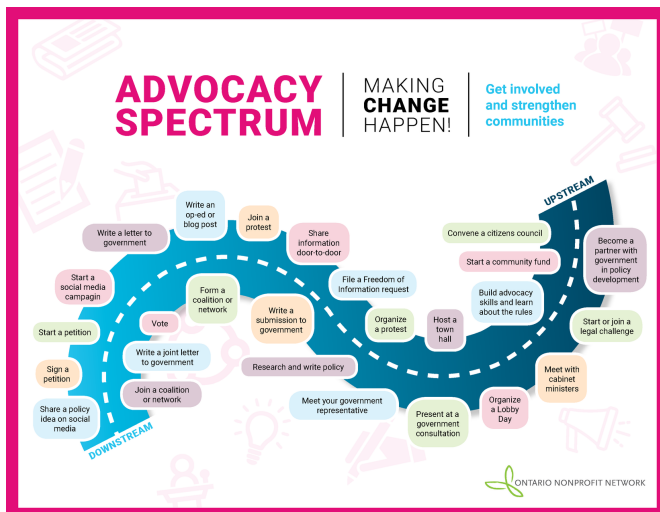 ADVOCACY
SPECTRUM
MAKING
CHANGE
HAPPEN!
Get involved
and strengthen
communities
UPSTREAM
Write an
op-ed or
blog post
Join a
protest
Write a letter to
government
Share
information
door-to-door
Convene a citizens council
Become a
partner with
government
in policy
development
Start a community fund
Start a
social media
campagin
Form a
coalition or
network
File a Freedom of
Information request
Build advocacy
skills and learn
about the rules
Start a petition
Vote
Write a
submission to
government
Organize
a protest
Host a
town
hall
Start or join a
legal challenge
Write a joint letter
to government
Sign a
petition
Research and write policy
Meet with
cabinet
ministers
Join a coalition
or network
Share a policy
idea on social
media
Meet your government
representative
Present at a
government
consultation
Organize
a Lobby
Day
DOWNSTREAM
ONTARIO NONPROFIT NETWORK